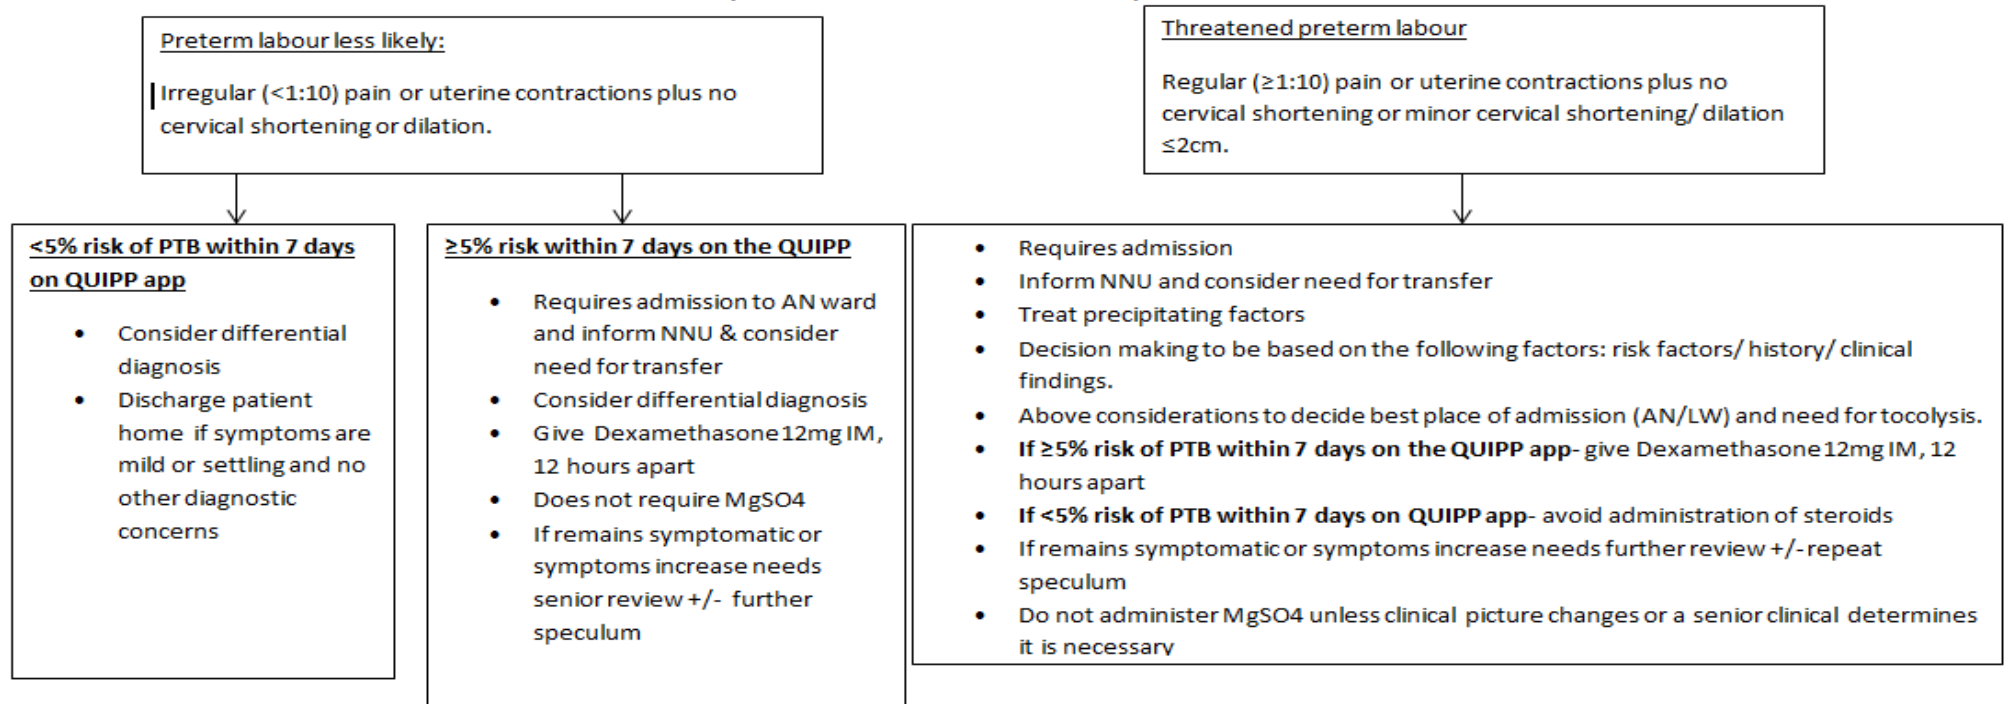 Preterm labour less likely:
Irregular (<1:10) pain or uterine contractions plus no
cervical shortening or dilation.
Threatened preterm labour
Regular (≥1:10) pain or uterine contractions plus no
cervical shortening or minor cervical shortening/ dilation
≤2cm.
<5% risk of PTB within 7 days
on QUIPP app
• Consider differential
diagnosis
• Discharge patient
home if symptoms are
mild or settling and no
other diagnostic
concerns
≥5% risk within 7 days on the QUIPP
• Requires admission to AN ward
and inform NNU & consider
need for transfer
• Consider differential diagnosis
• Give Dexamethasone 12mg IM,
12 hours apart
• Does not require MgSO4
• If remains symptomatic or
symptoms increase needs
senior review +/- further
speculum
• Requires admission
• Inform NNU and consider need for transfer
• Treat precipitating factors
• Decision making to be based on the following factors: risk factors/ history/ clinical
findings.
• Above considerations to decide best place of admission (AN/LW) and need for tocolysis.
• If ≥5% risk of PTB within 7 days on the QUIPP app- give Dexamethasone 12mg IM, 12
hours apart
• If <5% risk of PTB within 7 days on QUIPP app- avoid administration of steroids
• If remains symptomatic or symptoms increase needs further review +/- repeat
speculum
• Do not administer MgSO4 unless clinical picture changes or a senior clinical determines
it is necessary